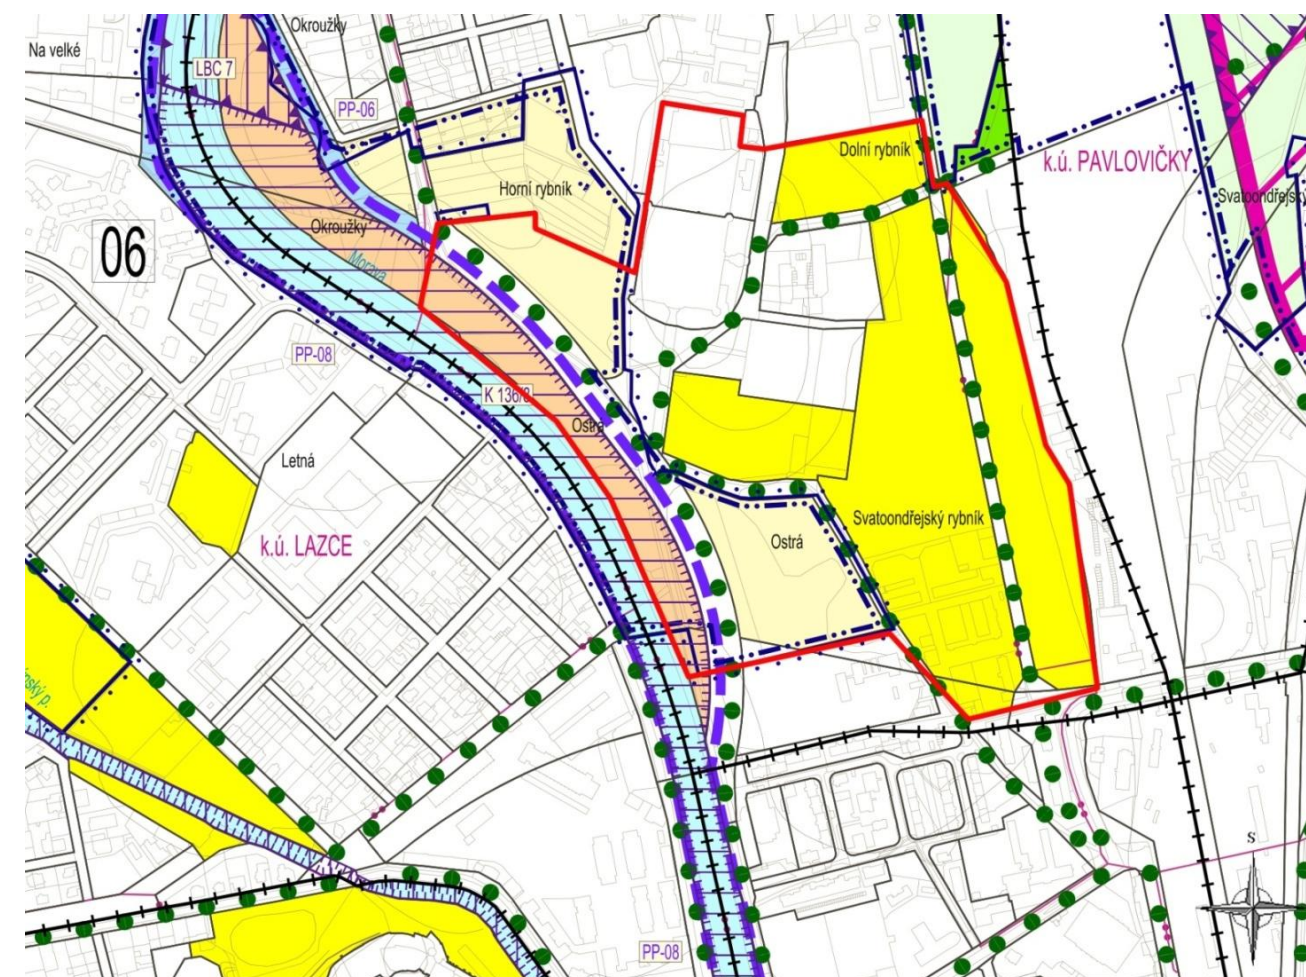 Okroužky
Na velké
LBC 7
PP-06
Dolní rybník
k.ú. PAVLOVIČKY
Horní rybník
Okroužky
06
Morava
PP-08
K 136/8
Ostrá
Letná
k.ú. LAZCE
Svatoondřejský rybník
Ostrá
ský p.
S
PP-08